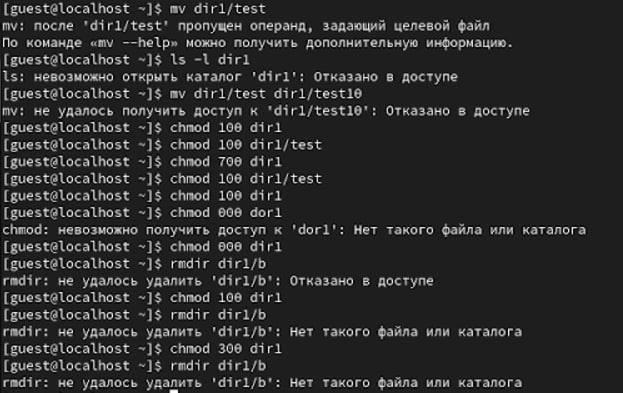 [guest@localhost ~]$ mv dir1/test
mv: после 'dir1/test' пропущен операнд, задающий целевой файл
По команде «mv --help» можно получить дополнительную информацию.
[guest@localhost ~]$ ls -l dir1
ls: невозможно открыть каталог 'dir1': Отказано в доступе
[guest@localhost ~]$ mv dir1/test dir1/test10
mv: не удалось получить доступ к 'dir1/test10': Отказано в доступе
[guest@localhost ~]$ chmod 100 dir1
[guest@localhost ~]$ chmod 100 dir1/test
[guest@localhost ~]$ chmod 700 dir1
[guest@localhost ~]$ chmod 100 dir1/test
[guest@localhost ~]$ chmod 100 dir1
[guest@localhost ~]$ chmod 000 dor1
chmod: невозможно получить доступ к 'dor1': Нет такого файла или каталога
[guest@localhost ~]$ chmod 000 dir1
[guest@localhost ~]$ rmdir dir1/b
rmdir: не удалось удалить 'dir1/b': Отказано в доступе
[guest@localhost ~]$ chmod 100 dir1
[guest@localhost ~]$ rmdir dir1/b
rmdir: не удалось удалить 'dir1/b': Нет такого файла или каталога
[guest@localhost ~]$ chmod 300 dir1
[guest@localhost ~]$ rmdir dir1/b
rmdir: не удалось удалить 'dir1/b': Нет такого файла или каталога